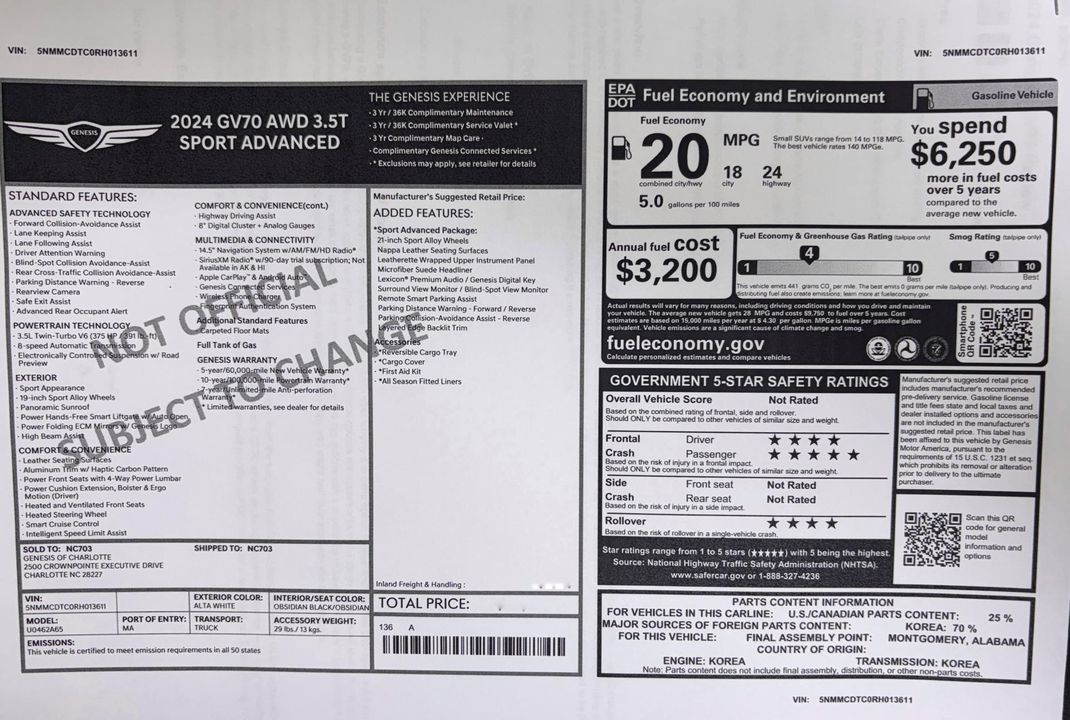 VIN: 5NMMCDTC0RH013611
VIN: 5NMMCDTC0RH013611
GENESIS
2024 GV70 AWD 3.5T
SPORT ADVANCED
THE GENESIS EXPERIENCE
· 3 Yr / 36K Complimentary Maintenance
· 3 Yr / 36K Complimentary Service Valet *
· 3 Yr Complimentary Map Care ·
· Complimentary Genesis Connected Services *
· * Exclusions may apply, see retailer for details
STANDARD FEATURES:
ADVANCED SAFETY TECHNOLOGY
· Forward Collision-Avoidance Assist
· Lane Keeping Assist
· Lane Following Assist
· Driver Attention Warning
· Blind-Spot Collision-Avoidance Assist
· Rear Cross-Traffic Collision Avoidance-Assist
· Parking Distance Warning - Reverse
· Rearview Camera
· Safe Exit Assist
· Advanced Rear Occupant Alert
POWERTRAIN TECHNOLOGY
· 3.5L Twin-Turbo V6 (375 HP / 391 lb-ft)
· 8-speed Automatic Transmission
· Electronically Controlled Suspension w/ Road
Preview
EXTERIOR
· Sport Appearance
· 19-inch Sport Alloy Wheels
· Panoramic Sunroof
· Power Hands-Free Smart Liftgate w/ Auto Open
· Power Folding ECM Mirrors w/ Genesis Logo
· High Beam Assist
COMFORT & CONVENIENCE
· Leather Seating Surfaces
· Aluminum Trim w/ Haptic Carbon Pattern
· Power Front Seats with 4-Way Power Lumbar
· Power Cushion Extension, Bolster & Ergo
Motion (Driver)
· Heated and Ventilated Front Seats
· Heated Steering Wheel
· Smart Cruise Control
· Intelligent Speed Limit Assist
COMFORT & CONVENIENCE(cont.)
· Highway Driving Assist
· 8" Digital Cluster + Analog Gauges
MULTIMEDIA & CONNECTIVITY
· 14.5" Navigation System w/AM/FM/HD Radio*
· SiriusXM Radio* w/90-day trial subscription; Not
Available in AK & HI
· Apple CarPlay™ & Android Auto™
· Genesis Connected Services
· Wireless Phone
· Fingerprint Authentication System
Additional Standard Features
Carpeted Floor Mats
Full Tank of Gas
GENESIS WARRANTY
· 5-year/60,000-mile New Vehicle Warranty*
· 10-year/100,000-mile Powertrain Warranty*
Unlimited-mile Anti-perforation
Warranty*
· * Limited warranties, see dealer for details
NOT OFFICIAL
SUBJECT TO CHANGE
Manufacturer's Suggested Retail Price:
ADDED FEATURES:
*Sport Advanced Package:
21-inch Sport Alloy Wheels
Nappa Leather Seating Surfaces
Leatherette Wrapped Upper Instrument Panel
Microfiber Suede Headliner
Lexicon® Premium Audio / Genesis Digital Key
Surround View Monitor / Blind-Spot View Monitor
Remote Smart Parking Assist
Parking Distance Warning - Forward / Reverse
Parking Collision-Avoidance Assist - Reverse
Layered Edge Backlit Trim
Accessories
*Reversible Cargo Tray
*Cargo Cover
*First Aid Kit
*All Season Fitted Liners
Inland Freight & Handling :
TOTAL PRICE:
136 A
SOLD TO: NC703
SHIPPED TO: NC703
GENESIS OF CHARLOTTE
2500 CROWNPOINTE EXECUTIVE DRIVE
CHARLOTTE NC 28227
VIN:
5NMMCDTC0RH013611
EXTERIOR COLOR:
ALTA WHITE
INTERIOR/SEAT COLOR:
OBSIDIAN BLACK/OBSIDIAN
MODEL:
U0462A65
PORT OF ENTRY:
MA
TRANSPORT:
TRUCK
ACCESSORY WEIGHT:
29 lbs./ 13 kgs.
EMISSIONS:
This vehicle is certified to meet emission requirements in all 50 states
EPA
DOT
Fuel Economy and Environment
Gasoline Vehicle
Fuel Economy
20 MPG
combined city/hwy
18
city
24
highway
5.0 gallons per 100 miles
Small SUVs range from 14 to 118 MPG.
The best vehicle rates 140 MPGe.
You spend
$6,250
more in fuel costs
over 5 years
compared to the
average new vehicle.
Annual fuel cost
$3,200
Fuel Economy & Greenhouse Gas Rating (tailpipe only)
1
4
10
Best
Smog Rating (tailpipe only)
1
5
10
Best
This vehicle emits 441 grams CO2 per mile. The best emits 0 grams per mile (tailpipe only). Producing and
distributing fuel also create emissions; learn more at fueleconomy.gov.
Actual results will vary for many reasons, including driving conditions and how you drive and maintain
your vehicle. The average new vehicle gets 28 MPG and costs $9,750 to fuel over 5 years. Cost
estimates are based on 15,000 miles per year at $ 4.30 per gallon. MPGe is miles per gasoline gallon
equivalent. Vehicle emissions are a significant cause of climate change and smog.
fueleconomy.gov
Calculate personalized estimates and compare vehicles
Smartphone
QR Code
GOVERNMENT 5-STAR SAFETY RATINGS
Overall Vehicle Score Not Rated
Based on the combined rating of frontal, side and rollover.
Should ONLY be compared to other vehicles of similar size and weight.
Frontal Driver ★ ★ ★ ★
Crash Passenger ★ ★ ★ ★ ★
Based on the risk of injury in a frontal impact.
Should ONLY be compared to other vehicles of similar size and weight.
Side Front seat Not Rated
Crash Rear seat Not Rated
Based on the risk of injury in a side impact.
Rollover ★ ★ ★ ★
Based on the risk of rollover in a single-vehicle crash.
Star ratings range from 1 to 5 stars (★★★★★) with 5 being the highest.
Source: National Highway Traffic Safety Administration (NHTSA).
www.safercar.gov or 1-888-327-4236
Manufacturer's suggested retail price
includes manufacturer's recommended
pre-delivery service. Gasoline license
and title fees state and local taxes and
dealer installed options and accessories
are not included in the manufacturer's
suggested retail price. This label has
been affixed to this vehicle by Genesis
Motor America, pursuant to the
requirements of 15 U.S.C. 1231 et seq.
which prohibits its removal or alteration
prior to delivery to the ultimate
purchaser.
Scan this QR
code for general
model
information and
options
PARTS CONTENT INFORMATION
FOR VEHICLES IN THIS CARLINE: U.S./CANADIAN PARTS CONTENT: 25 %
MAJOR SOURCES OF FOREIGN PARTS CONTENT: KOREA: 70 %
FOR THIS VEHICLE: FINAL ASSEMBLY POINT: MONTGOMERY, ALABAMA
COUNTRY OF ORIGIN:
ENGINE: KOREA TRANSMISSION: KOREA
Note: Parts content does not include final assembly, distribution, or other non-parts costs.
VIN: 5NMMCDTC0RH013611